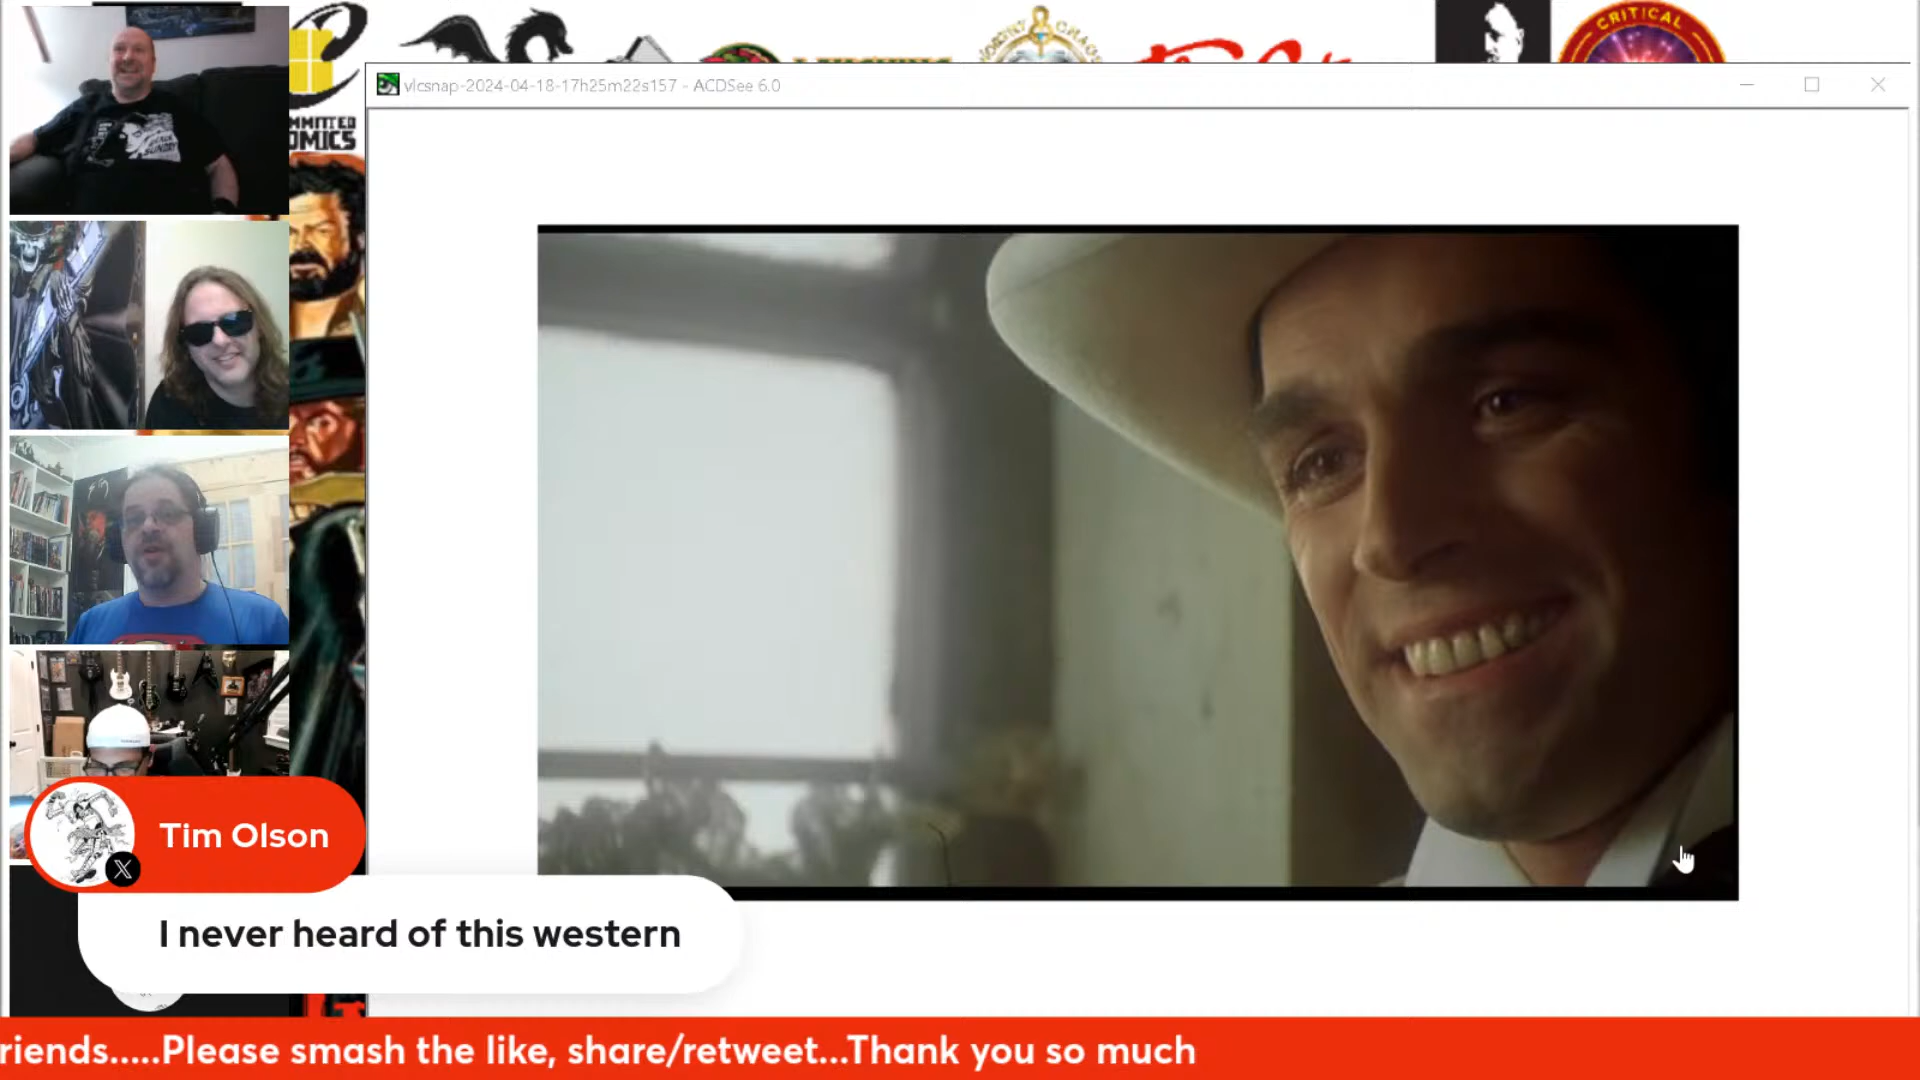 CRITICAL
vlcsnap-2024-04-18-17h25m22s157 - ACDSee 6.0
MMITTED
OMICS
SUNDAY
Tim Olson
I never heard of this western
riends.....Please smash the like, share/retweet...Thank you so much